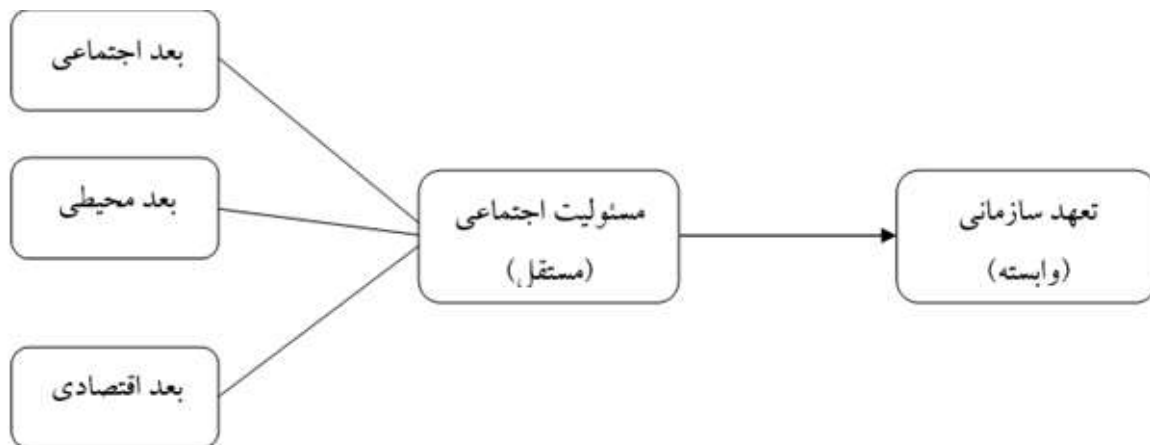 بعد اجتماعی
بعد محیطی
بعد اقتصادی
مسئولیت اجتماعی
(مستقل)
تعهد سازمانی
(وابسته)